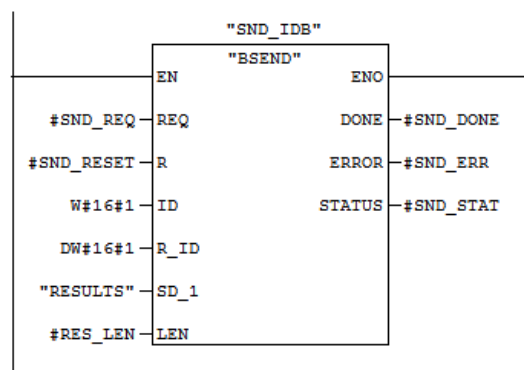 "SND_IDB"
"BSEND"
EN ENO
#SND_REQ REQ DONE #SND_DONE
#SND_RESET R ERROR #SND_ERR
W#16#1 ID STATUS #SND_STAT
DW#16#1 R_ID
"RESULTS" SD_1
#RES_LEN LEN